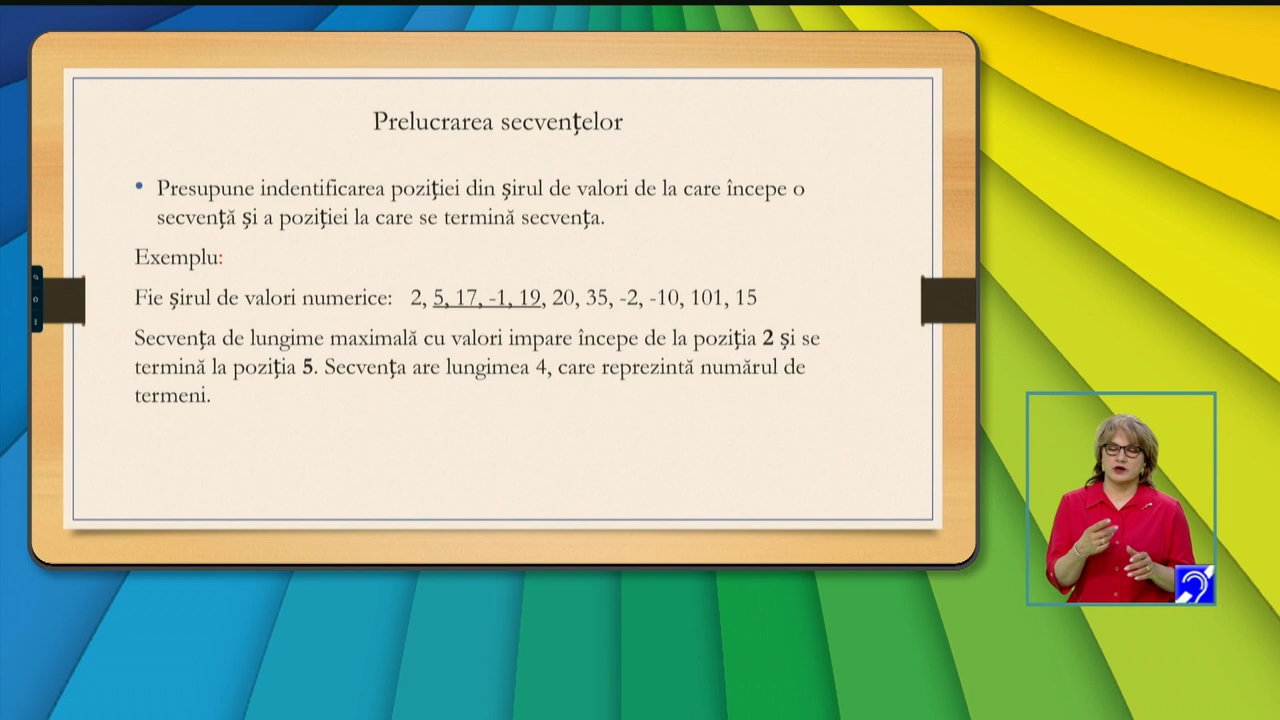 Prelucrarea secvențelor
• Presupune indentificarea poziției din șirul de valori de la care începe o
secvență și a poziției la care se termină secvența.
Exemplu:
Fie șirul de valori numerice: 2, 5, 17, -1, 19, 20, 35, -2, -10, 101, 15
Secvența de lungime maximală cu valori impare începe de la poziția 2 și se
termină la poziția 5. Secvența are lungimea 4, care reprezintă numărul de
termeni.